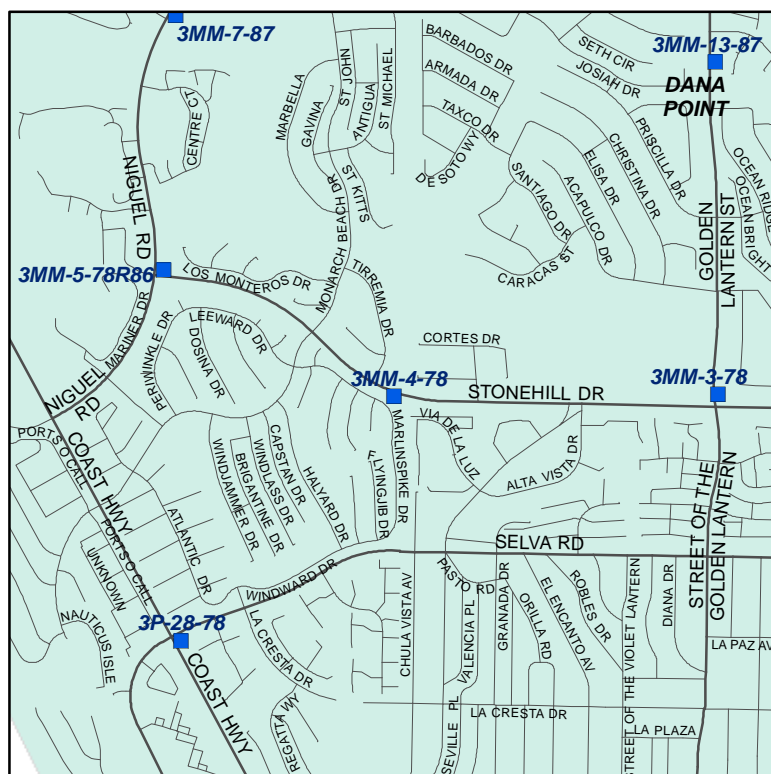 3MM-7-87
3MM-13-87
DANA
POINT
BARBADOS DR
ARMADA DR
TAXCO DR
DE SOTO WY
SETH CIR
JOSIAH DR
PRISCILLA DR
CHRISTINA DR
ELISA DR
ACAPULCO DR
SANTIAGO DR
CARACAS ST
OCEAN RIDGE
OCEAN BRIGHT
ST JOHN
ANTIGUA
ST MICHAEL
MARBELLA
GAVINA
ST KITTS
CENTRE CT
NIGUEL RD
GOLDEN
LANTERN ST
MONARCH BEACH DR
TIRREMIA DR
3MM-5-78R86
LOS MONTEROS DR
MARINER DR
LEEWARD DR
PERIWINKLE DR
DOSINA DR
CORTES DR
3MM-4-78
STONEHILL DR
3MM-3-78
NIGUEL
RD
PORTS O CALL
COAST HWY
PORTS O CALL
MARLINSPIKE DR
VIA DE LA LUZ
ALTA VISTA DR
FLYINGJIB DR
HALYARD DR
CAPSTAN DR
WINDLASS DR
BRIGANTINE DR
WINDJAMMER DR
ATLANTIC DR
UNKNOWN
NAUTICUS ISLE
SELVA RD
STREET OF THE
GOLDEN LANTERN
WINDWARD DR
3P-28-78
COAST HWY
LA CRESTA DR
REGATTA WY
CHULA VISTA AV
PASTO RD
VALENCIA PL
SEVILLE PL
GRANADA DR
ORILLA RD
EL ENCANTO AV
ROBLES DR
STREET OF THE VIOLET LANTERN
DIANA DR
LA PAZ AV
LA CRESTA DR
LA PLAZA